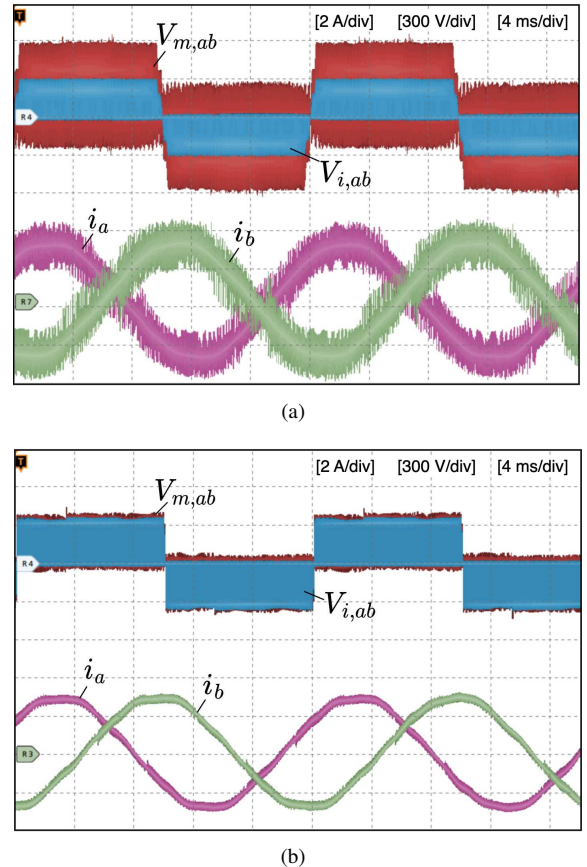 T
[2 A/div] [300 V/div] [4 ms/div]
V_{m,ab}
R4
V_{i,ab}
i_a
i_b
R7
(a)
T
[2 A/div] [300 V/div] [4 ms/div]
V_{m,ab}
R4
V_{i,ab}
i_a
i_b
R3
(b)